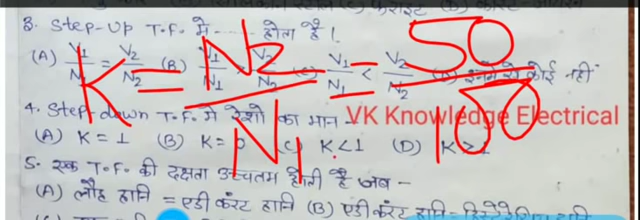 3. Step-Up T.F. में ---- होता है।
(A) V1/N1 = V2/N2 (B) V1/N1 V2/N2 (C) V1/N1 < V2/N2 (D) इनमें से कोई नहीं
K = N2/N1 = 50/100
4. Step down T.F. में रेशो का मान -
VK Knowledge Electrical
(A) K = 1 (B) K = 0 (C) K<1 (D) K>1
5. एक T.F. की दक्षता उच्चतम होती है जब -
(A) लौह हानि = एडी करंट हानि (B) एडी करंट हानि =